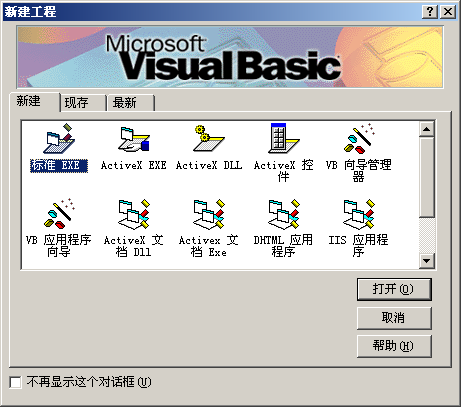 新建工程
Microsoft
Visual Basic
新建 现存 最新
标准 EXE ActiveX EXE ActiveX DLL ActiveX 控件 VB 向导管理器
VB 应用程序向导 ActiveX 文档 Dll Activex 文档 Exe DHTML 应用程序 IIS 应用程序
打开(O)
取消
帮助(H)
不再显示这个对话框(U)